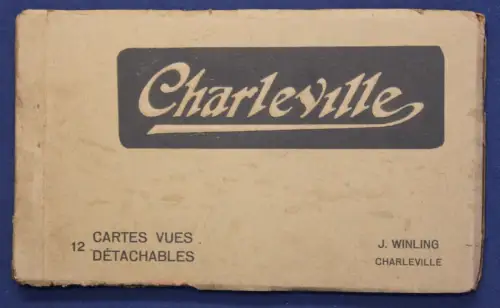 Charleville
12 CARTES VUES
DÉTACHABLES
J. WINLING
CHARLEVILLE